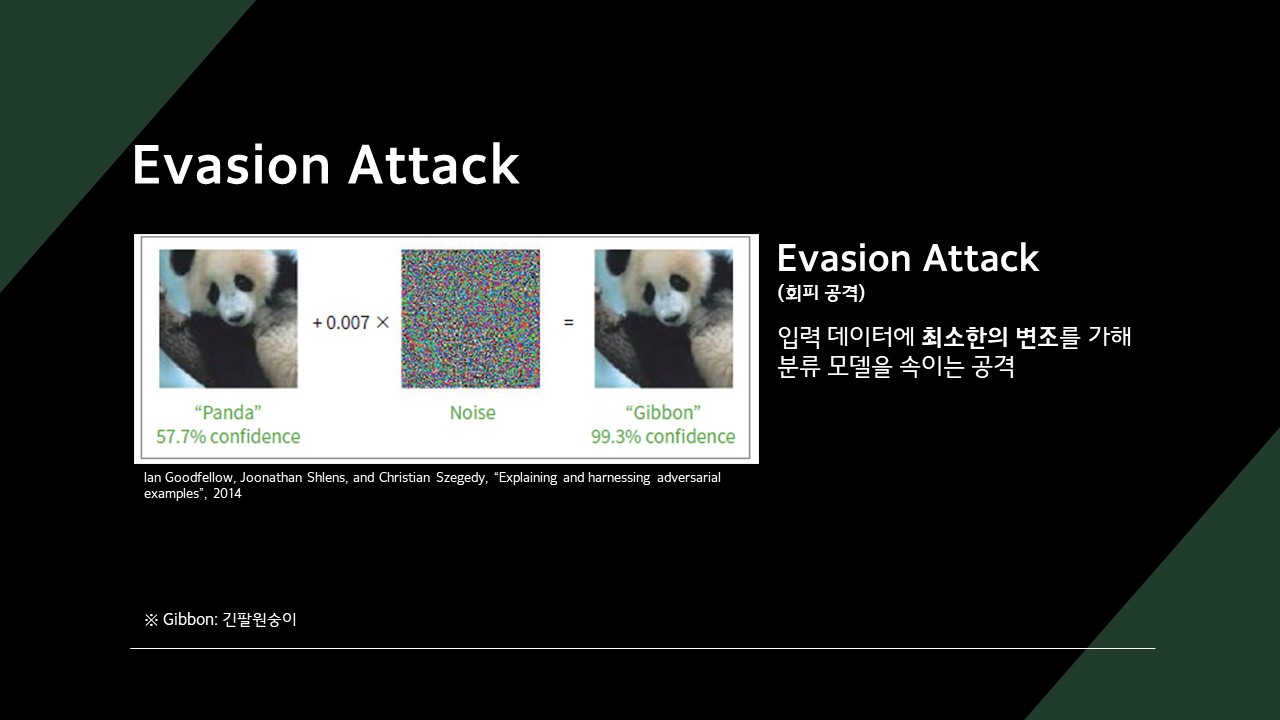 Evasion Attack
+ 0.007 ×
=
“Panda”
57.7% confidence
Noise
“Gibbon”
99.3% confidence
Ian Goodfellow, Joonathan Shlens, and Christian Szegedy, “Explaining and harnessing adversarial
examples”, 2014
Evasion Attack
(회피 공격)
입력 데이터에 최소한의 변조를 가해
분류 모델을 속이는 공격
※ Gibbon: 긴팔원숭이